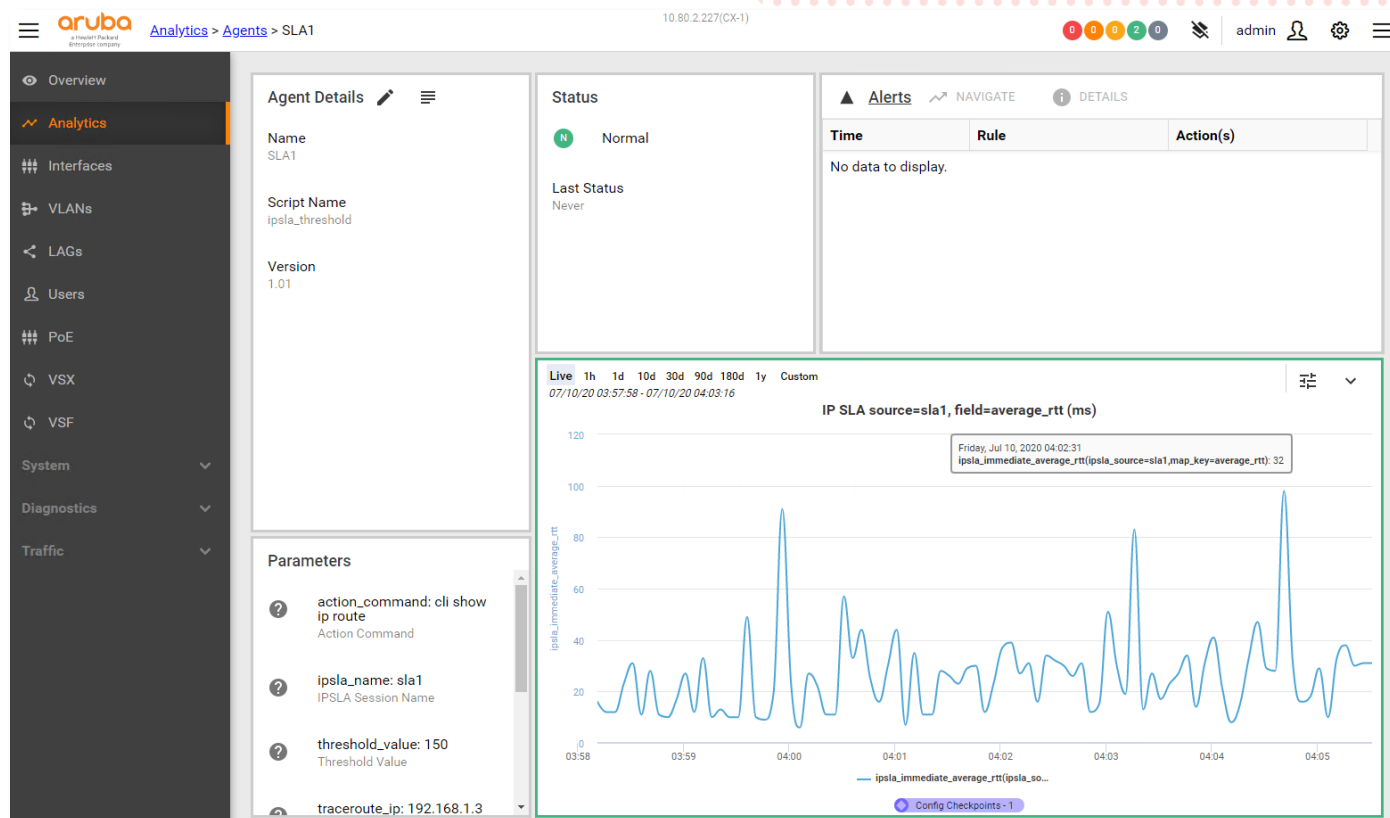 aruba
a Hewlett Packard
Enterprise company
Analytics > Agents > SLA1
10.80.2.227(CX-1)
0 0 0 2 0
admin
Overview
Analytics
Interfaces
VLANs
LAGs
Users
PoE
VSX
VSF
System
Diagnostics
Traffic
Agent Details
Name
SLA1
Script Name
ipsla_threshold
Version
1.01
Status
N Normal
Last Status
Never
Alerts NAVIGATE DETAILS
Time Rule Action(s)
No data to display.
Parameters
action_command: cli show
ip route
Action Command
ipsla_name: sla1
IPSLA Session Name
threshold_value: 150
Threshold Value
traceroute_ip: 192.168.1.3
Live 1h 1d 10d 30d 90d 180d 1y Custom
07/10/20 03:57:58 - 07/10/20 04:03:16
IP SLA source=sla1, field=average_rtt (ms)
Friday, Jul 10, 2020 04:02:31
ipsla_immediate_average_rtt(ipsla_source=sla1,map_key=average_rtt): 32
ipsla_immediate_average_rtt
120
100
80
60
40
20
0
03:58 03:59 04:00 04:01 04:02 04:03 04:04 04:05
ipsla_immediate_average_rtt(ipsla_so...
Config Checkpoints - 1